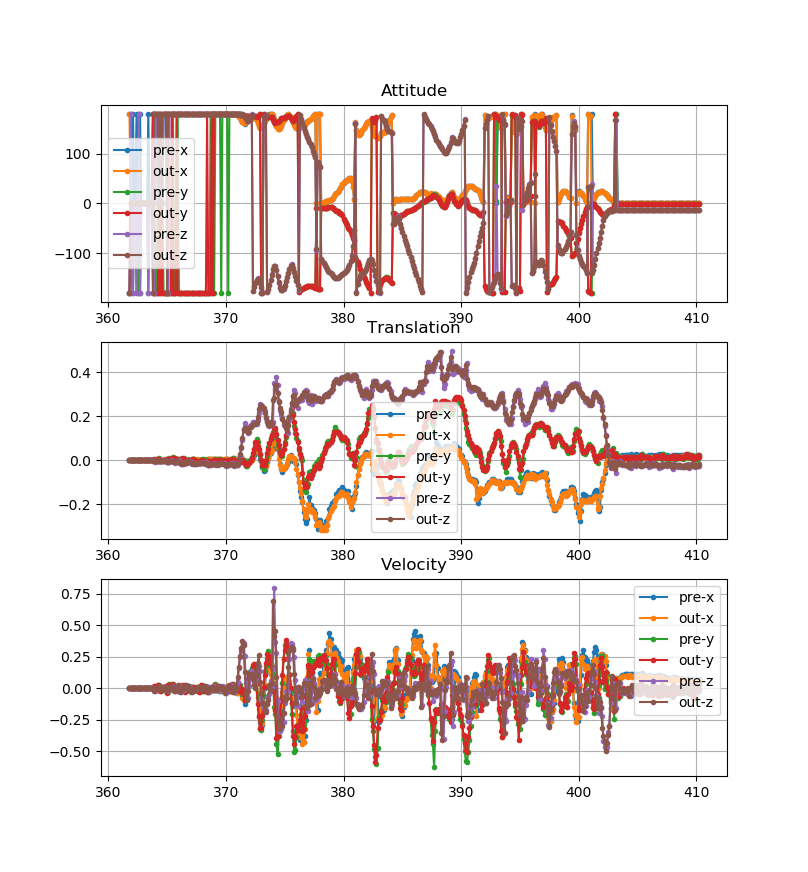 Attitude
100
0
−100
pre-x
out-x
pre-y
out-y
pre-z
out-z
360 370 380 390 400 410
Translation
0.4
0.2
0.0
−0.2
pre-x
out-x
pre-y
out-y
pre-z
out-z
360 370 380 390 400 410
Velocity
0.75
0.50
0.25
0.00
−0.25
−0.50
pre-x
out-x
pre-y
out-y
pre-z
out-z
360 370 380 390 400 410